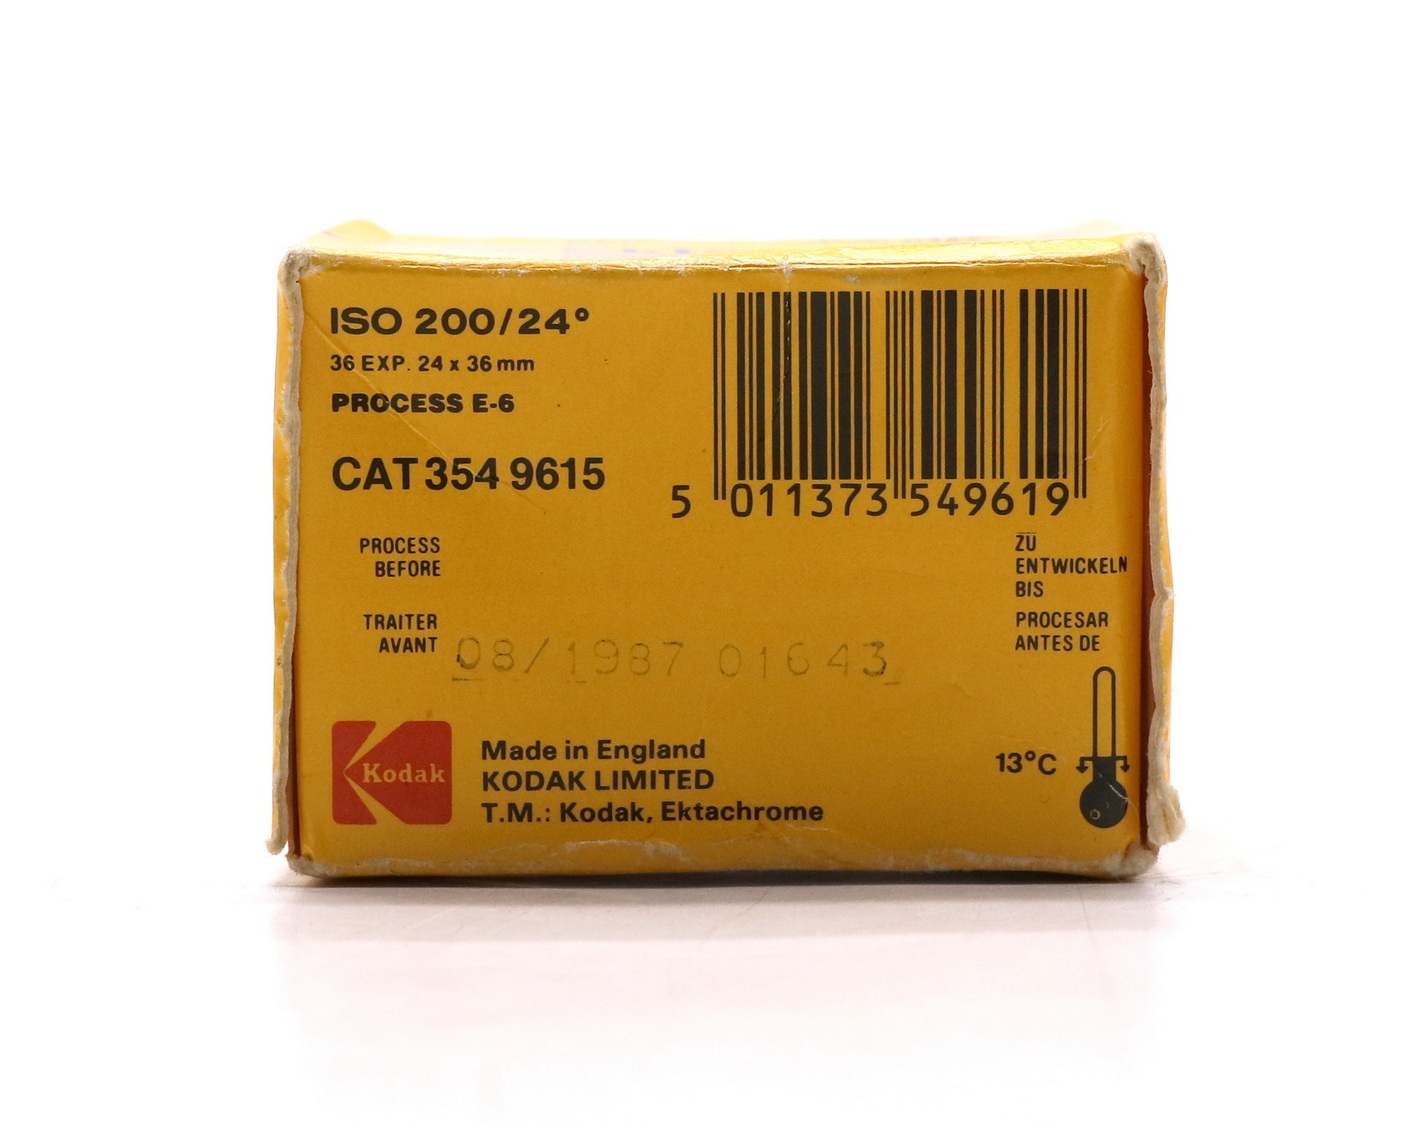 ISO 200/24°
36 EXP. 24 x 36 mm
PROCESS E-6
CAT 354 9615
5 011373 549619
PROCESS
BEFORE
TRAITER
AVANT
08/1987 01643
ZU
ENTWICKELN
BIS
PROCESAR
ANTES DE
13°C
Kodak
Made in England
KODAK LIMITED
T.M.: Kodak, Ektachrome